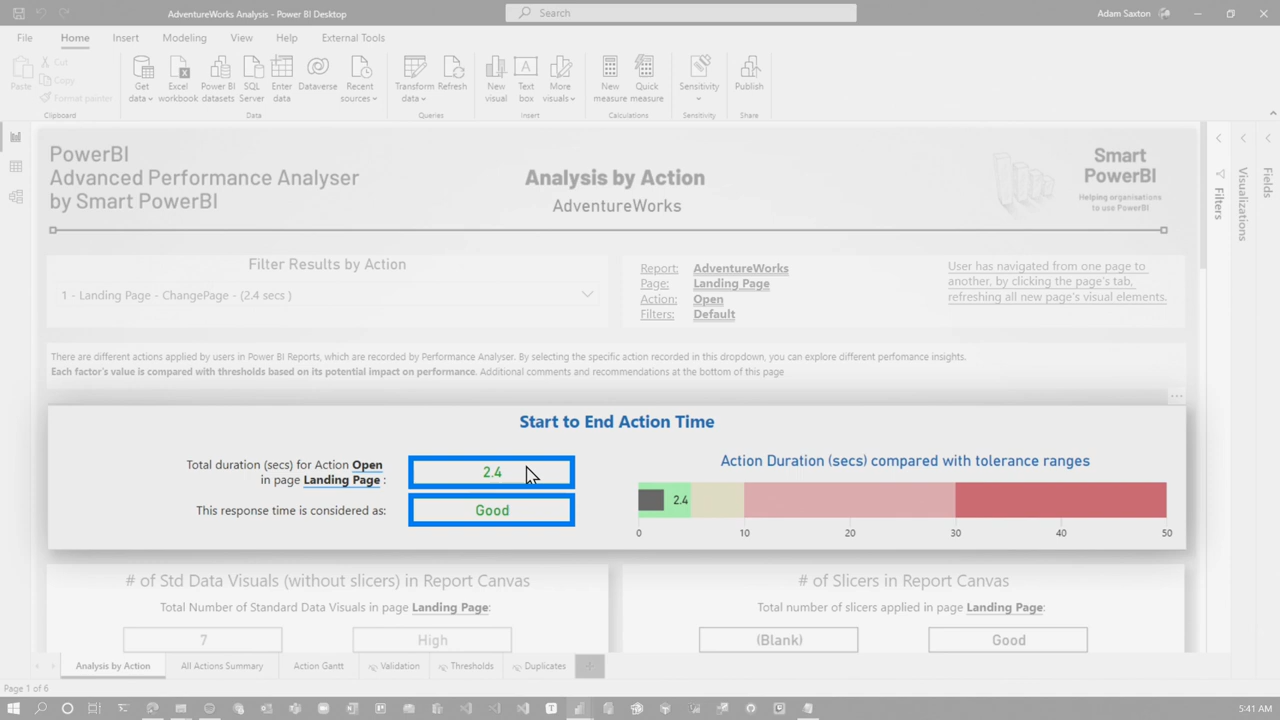 AdventureWorks Analysis - Power BI Desktop
Search
Adam Saxton
File
Home
Insert
Modeling
View
Help
External Tools
Paste
Cut
Copy
Format painter
Clipboard
Get data
Excel workbook
Power BI datasets
SQL Server
Enter data
Dataverse
Recent sources
Data
Transform data
Refresh
Queries
New visual
Text box
More visuals
Insert
New measure
Quick measure
Calculations
Sensitivity
Sensitivity
Publish
Share
PowerBI
Advanced Performance Analyser
by Smart PowerBI
Analysis by Action
AdventureWorks
Smart
PowerBI
Helping organisations
to use PowerBI
Filters
Visualizations
Fields
Filter Results by Action
1 - Landing Page - ChangePage - (2.4 secs )
Report: AdventureWorks
Page: Landing Page
Action: Open
Filters: Default
User has navigated from one page to
another, by clicking the page's tab,
refreshing all new page's visual elements.
There are different actions applied by users in Power BI Reports, which are recorded by Performance Analyser. By selecting the specific action recorded in this dropdown, you can explore different perfomance insights.
Each factor's value is compared with thresholds based on its potential impact on performance. Additional comments and recommendations at the bottom of this page
Start to End Action Time
Total duration (secs) for Action Open
in page Landing Page :
2.4
This response time is considered as:
Good
Action Duration (secs) compared with tolerance ranges
2.4
0 10 20 30 40 50
# of Std Data Visuals (without slicers) in Report Canvas
Total Number of Standard Data Visuals in page Landing Page:
7
High
# of Slicers in Report Canvas
Total number of slicers applied in page Landing Page:
(Blank)
Good
Analysis by Action
All Actions Summary
Action Gantt
Validation
Thresholds
Duplicates
Page 1 of 6
5:41 AM